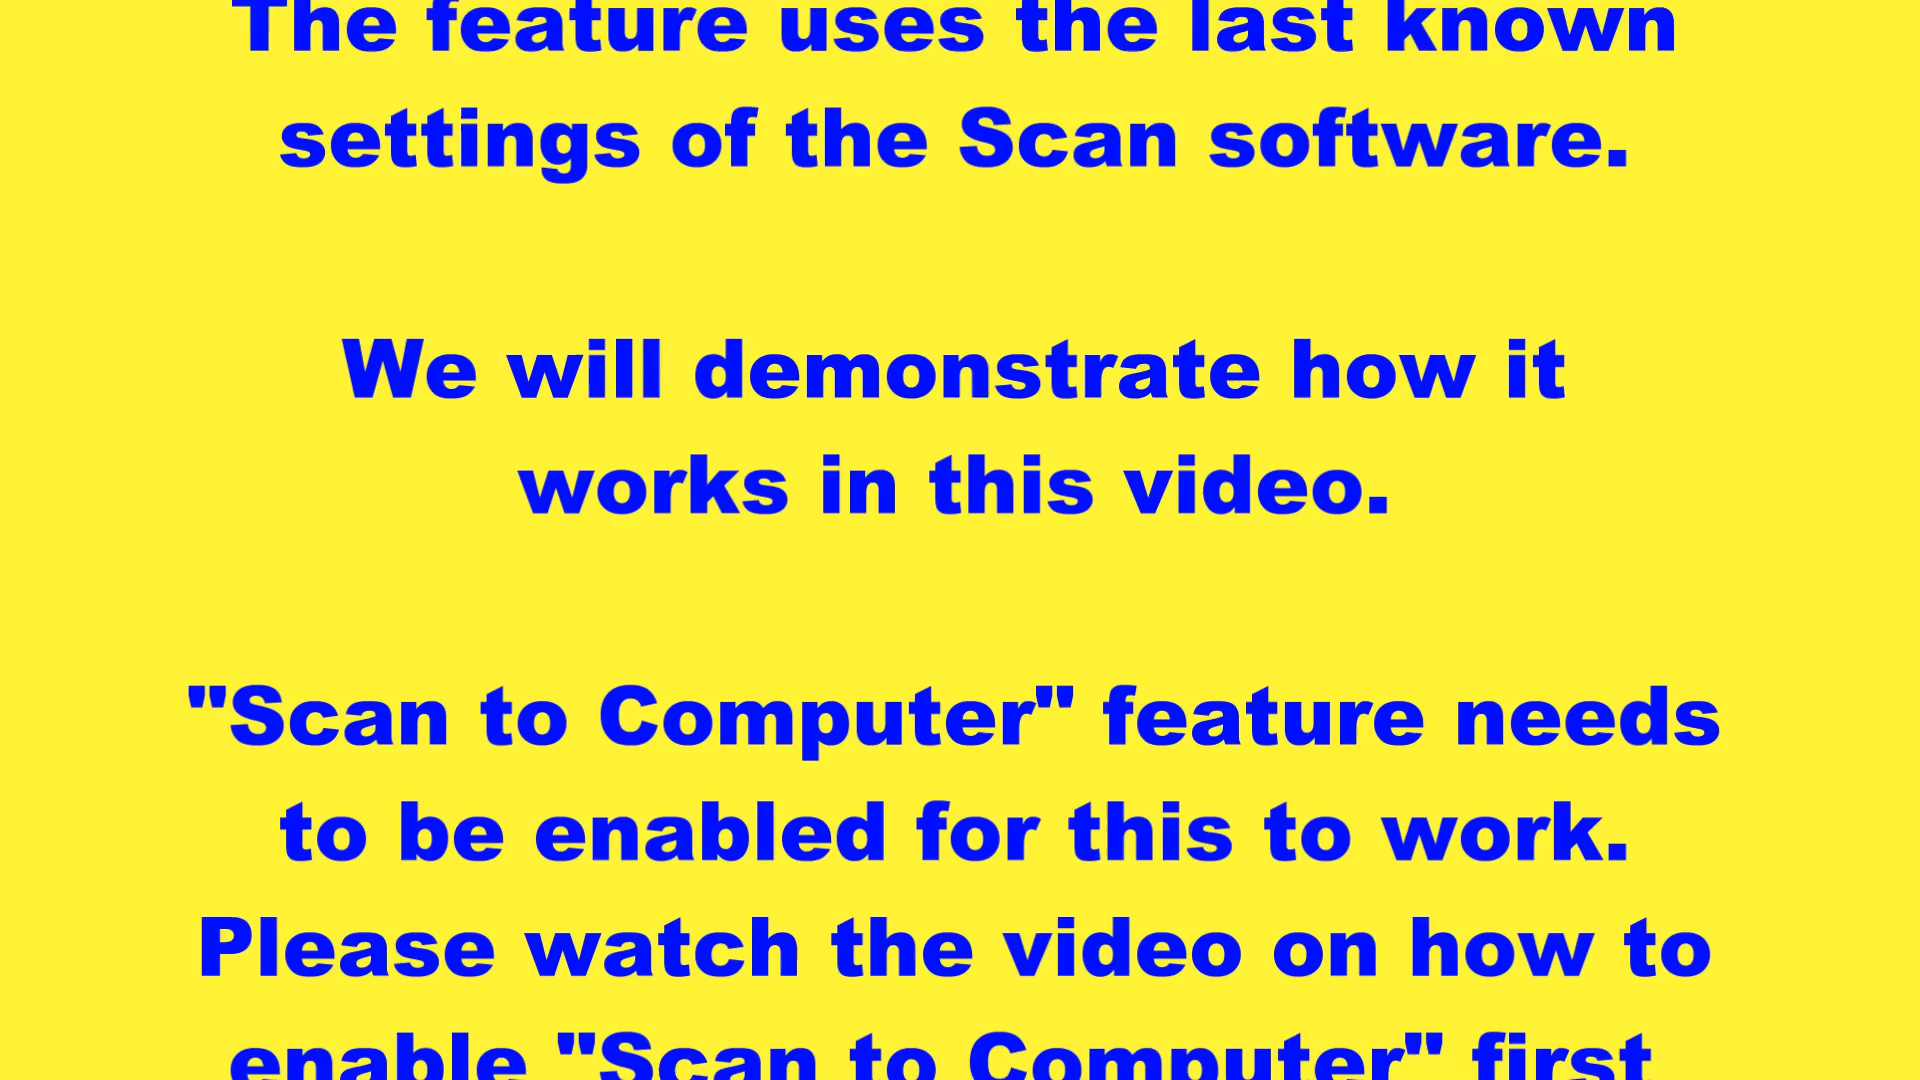 The feature uses the last known
settings of the Scan software.
We will demonstrate how it
works in this video.
"Scan to Computer" feature needs
to be enabled for this to work.
Please watch the video on how to
enable "Scan to Computer" first